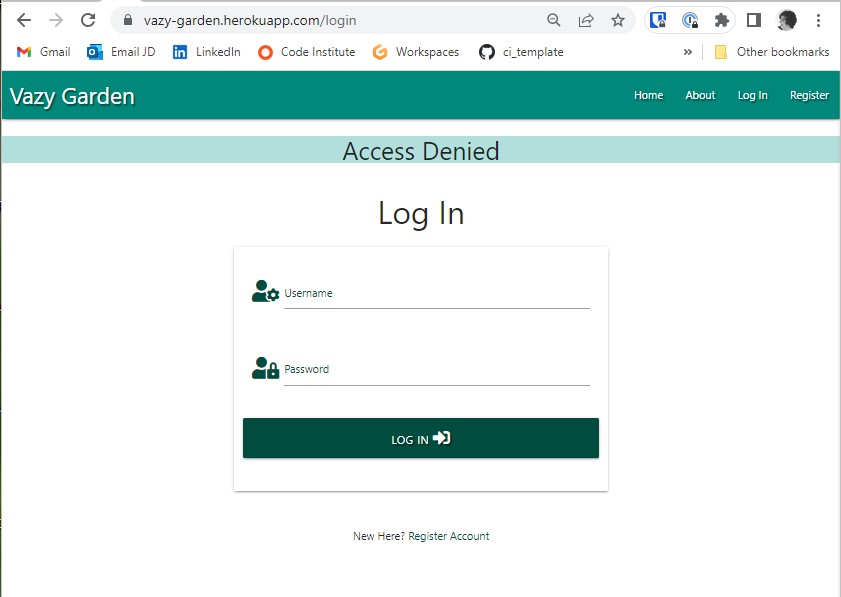 vazy-garden.herokuapp.com/login
Gmail Email JD LinkedIn Code Institute Workspaces ci_template » Other bookmarks
Vazy Garden Home About Log In Register
Access Denied
Log In
Username
Password
LOG IN
New Here? Register Account